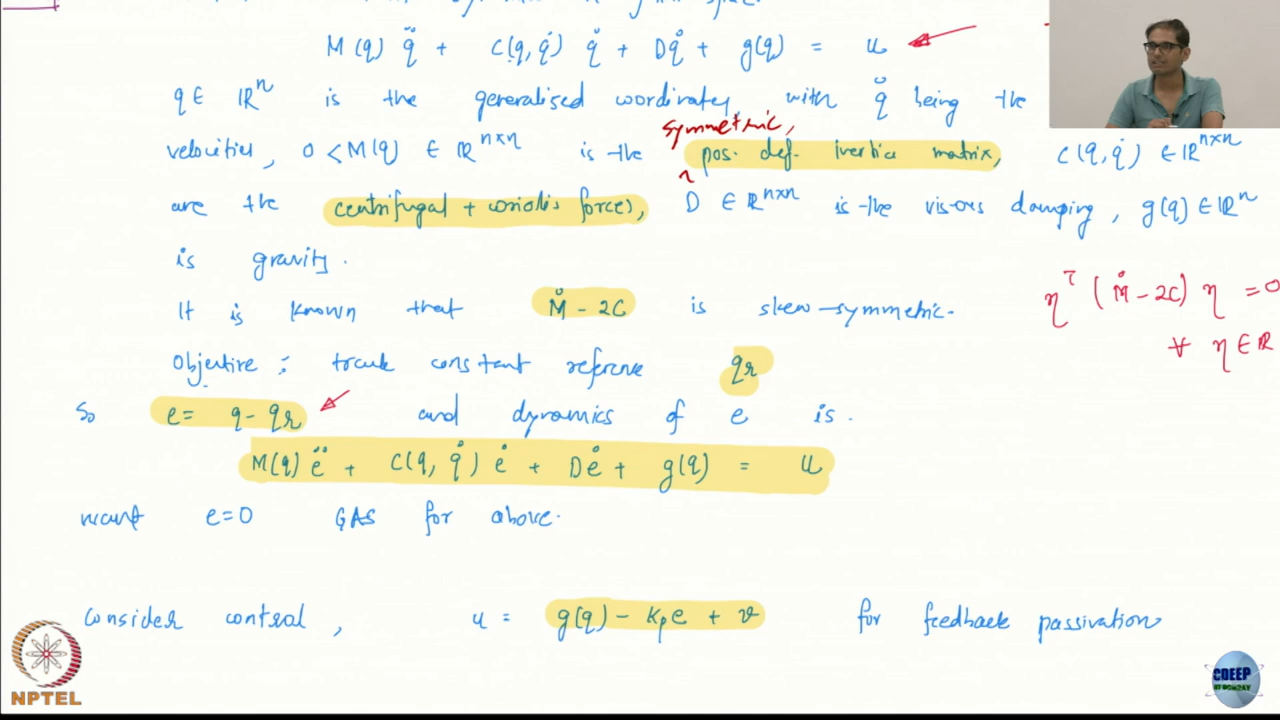 M(q) q̈ + C(q, q̇) q̇ + Dq̇ + g(q) = u
q ∈ ℝⁿ is the generalised coordinates, with q̇ being the
symmetric,
velocities, 0 < M(q) ∈ ℝⁿˣⁿ is the pos. def. inertia matrix, C(q, q̇) ∈ ℝⁿˣⁿ
are the centrifugal + coriolis forces, D ∈ ℝⁿˣⁿ is the viscous damping, g(q) ∈ ℝⁿ
is gravity.
It is known that Ṁ - 2C is skew-symmetric.
ηᵀ (Ṁ - 2C) η = 0
∀ η ∈ ℝ
Objective : track constant reference qr
So e = q - qr and dynamics of e is.
M(q) ë + C(q, q̇) ė + Dė + g(q) = u
want e=0 GAS for above.
Consider control, u = g(q) - Kpe + v for feedback passivation
NPTEL
CDEEP
IIT BOMBAY